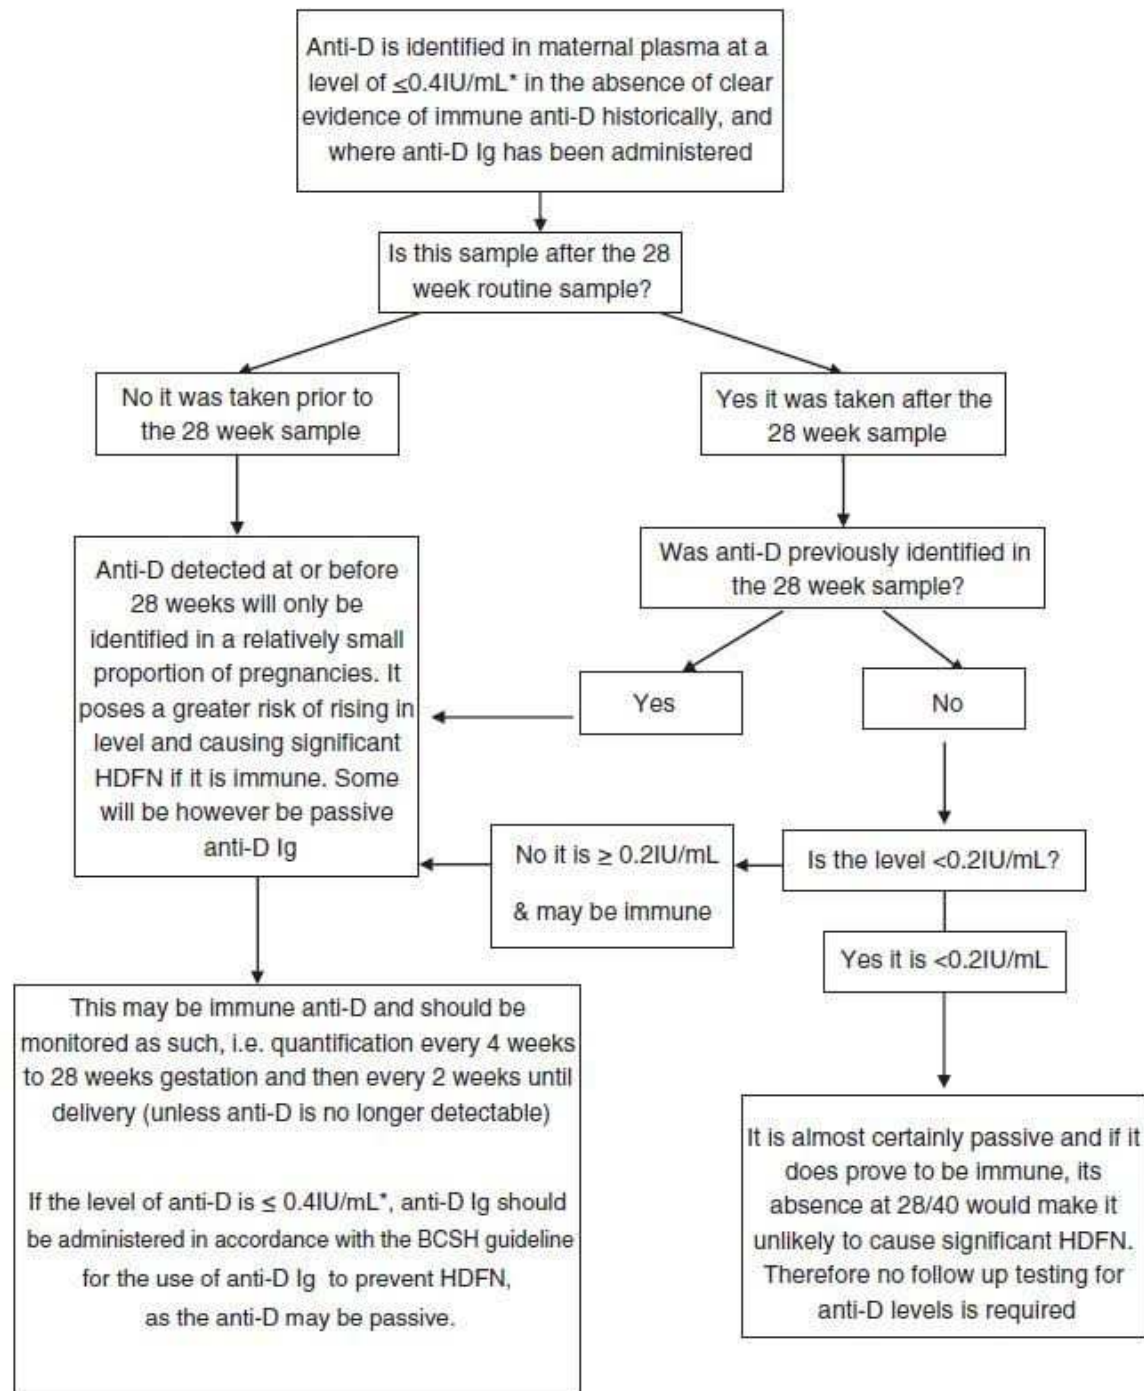 Anti-D is identified in maternal plasma at a
level of ≤0.4IU/mL* in the absence of clear
evidence of immune anti-D historically, and
where anti-D Ig has been administered
Is this sample after the 28
week routine sample?
No it was taken prior to
the 28 week sample
Yes it was taken after the
28 week sample
Anti-D detected at or before
28 weeks will only be
identified in a relatively small
proportion of pregnancies. It
poses a greater risk of rising in
level and causing significant
HDFN if it is immune. Some
will be however be passive
anti-D Ig
Was anti-D previously identified in
the 28 week sample?
Yes
No
No it is ≥ 0.2IU/mL
& may be immune
Is the level <0.2IU/mL?
Yes it is <0.2IU/mL
This may be immune anti-D and should be
monitored as such, i.e. quantification every 4 weeks
to 28 weeks gestation and then every 2 weeks until
delivery (unless anti-D is no longer detectable)
If the level of anti-D is ≤ 0.4IU/mL*, anti-D Ig should
be administered in accordance with the BCSH guideline
for the use of anti-D Ig to prevent HDFN,
as the anti-D may be passive.
It is almost certainly passive and if it
does prove to be immune, its
absence at 28/40 would make it
unlikely to cause significant HDFN.
Therefore no follow up testing for
anti-D levels is required